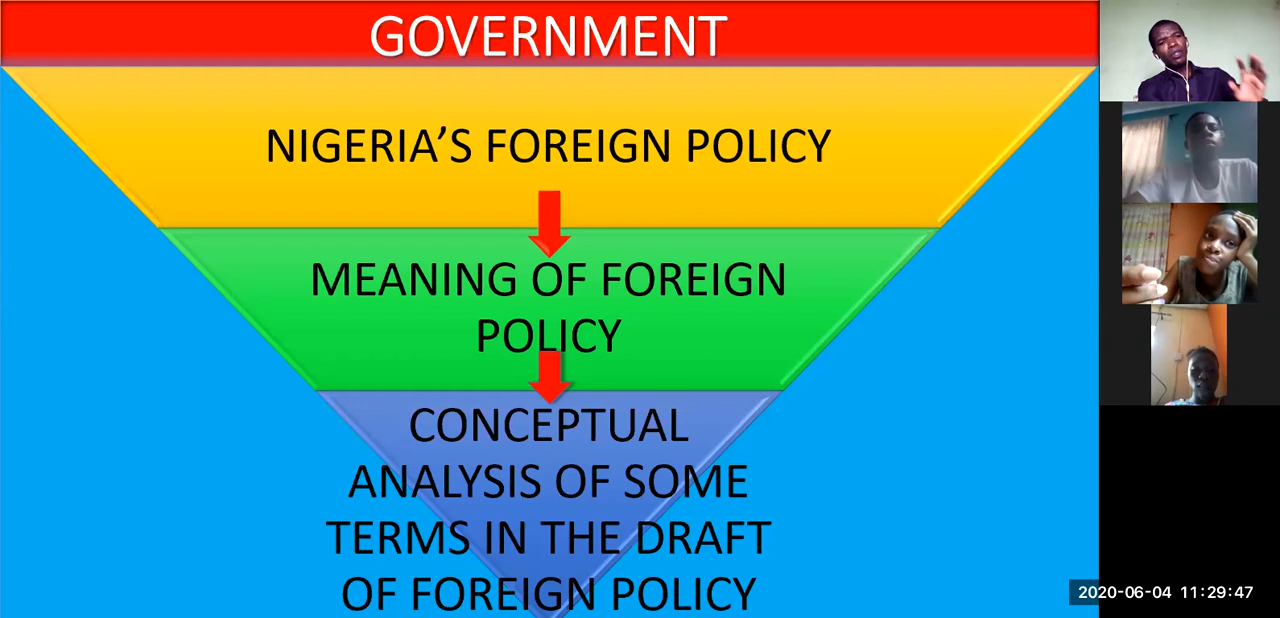 GOVERNMENT
NIGERIA’S FOREIGN POLICY
MEANING OF FOREIGN
POLICY
CONCEPTUAL
ANALYSIS OF SOME
TERMS IN THE DRAFT
OF FOREIGN POLICY
2020-06-04 11:29:47